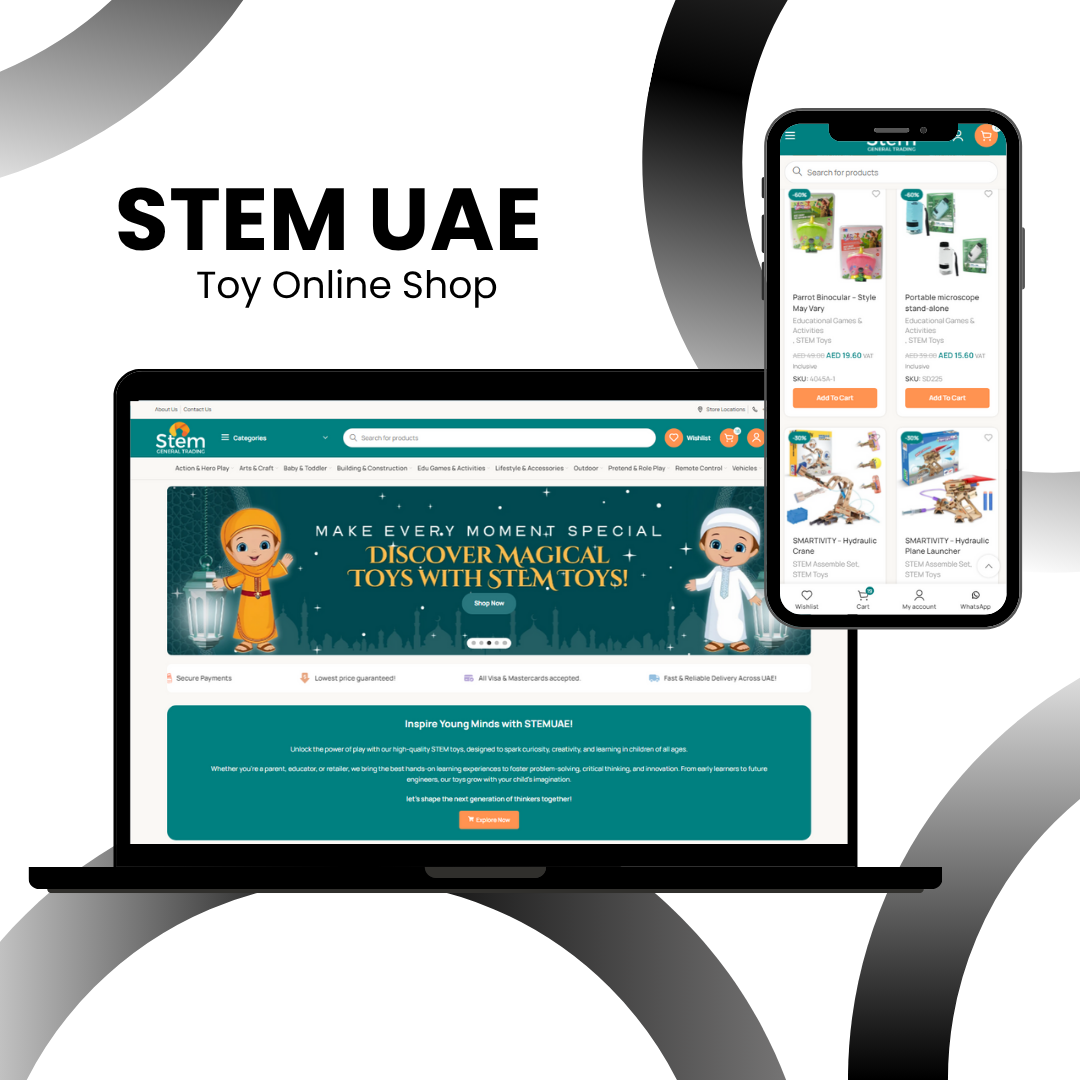 STEM UAE
Toy Online Shop
About Us
Contact Us
Store Locations
Stem
GENERAL TRADING
Categories
Search for products
Wishlist
0
Action & Hero Play
Arts & Craft
Baby & Toddler
Building & Construction
Edu Games & Activities
Lifestyle & Accessories
Outdoor
Pretend & Role Play
Remote Control
Vehicles
MAKE EVERY MOMENT SPECIAL
DISCOVER MAGICAL
TOYS WITH STEM TOYS!
Shop Now
Secure Payments
Lowest price guaranteed!
All Visa & Mastercards accepted.
Fast & Reliable Delivery Across UAE!
Inspire Young Minds with STEMUAE!
Unlock the power of play with our high-quality STEM toys, designed to spark curiosity, creativity, and learning in children of all ages.
Whether you're a parent, educator, or retailer, we bring the best hands-on learning experiences to foster problem-solving, critical thinking, and innovation. From early learners to future
engineers, our toys grow with your child's imagination.
let's shape the next generation of thinkers together!
Explore Now
Stem
GENERAL TRADING
Search for products
-60%
-60%
Parrot Binocular – Style
May Vary
Educational Games &
Activities
, STEM Toys
AED 49.00 AED 19.60 VAT
Inclusive
SKU: 4045A-1
Add To Cart
Portable microscope
stand-alone
Educational Games &
Activities
, STEM Toys
AED 39.00 AED 15.60 VAT
Inclusive
SKU: SD225
Add To Cart
-30%
-30%
SMARTIVITY – Hydraulic
Crane
STEM Assemble Set,
STEM Toys
SMARTIVITY – Hydraulic
Plane Launcher
STEM Assemble Set,
STEM Toys
Wishlist
Cart
My account
WhatsApp